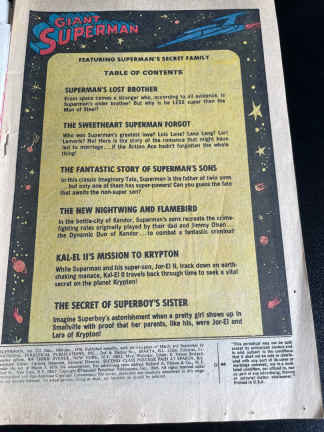 GIANT
SUPERMAN
FEATURING SUPERMAN'S SECRET FAMILY
TABLE OF CONTENTS
SUPERMAN'S LOST BROTHER
From space comes a stranger who, according to all evidence, is
Superman's older brother! But why is he LESS super than the
Man of Steel?
THE SWEETHEART SUPERMAN FORGOT
Who was Superman's greatest love? Lois Lane? Lana Lang? Lori
Lemaris? No! Here is the story of the romance that might have
led to marriage....if the Action Ace hadn't forgotten the whole
thing!
THE FANTASTIC STORY OF SUPERMAN'S SONS
In this classic Imaginary Tale, Superman is the father of twin sons
...but only one of them has super-powers! Can you guess the fate
that awaits the non-super son?
THE NEW NIGHTWING AND FLAMEBIRD
In the bottle-city of Kandor, Superman's sons recreate the crime-
fighting roles originally played by their dad and Jimmy Olsen...
the Dynamic Duo of Kandor...to combat a fantastic criminal!
KAL-EL II'S MISSION TO KRYPTON
While Superman and his super-son, Jor-El II, track down an earth-
shaking menace, Kal-El II travels back through time to seek a vital
secret on the planet Krypton!
THE SECRET OF SUPERBOY'S SISTER
Imagine Superboy's astonishment when a pretty girl shows up in
Smallville with proof that her parents, like his, were Jor-El and
Lara of Krypton!
"This periodical may not be sold
Printed in U.S.A.